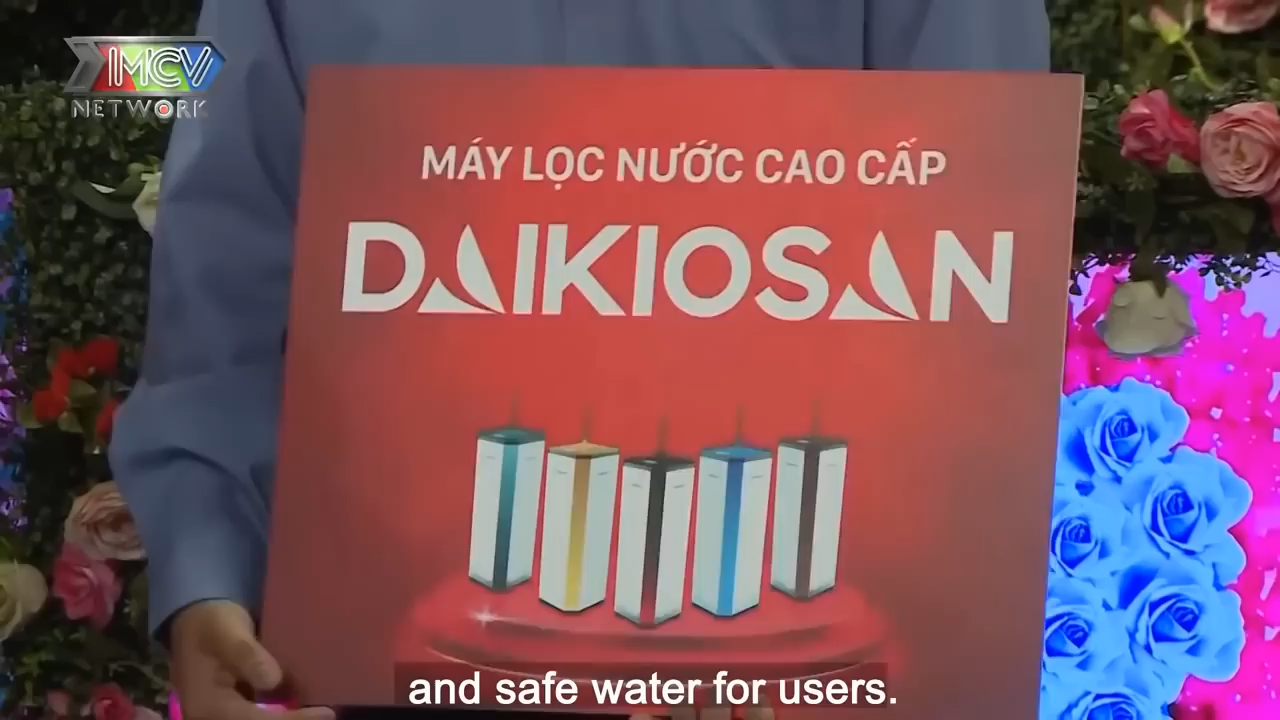 MCV
NETWORK
MÁY LỌC NƯỚC CAO CẤP
DAIKIOSAN
and safe water for users.